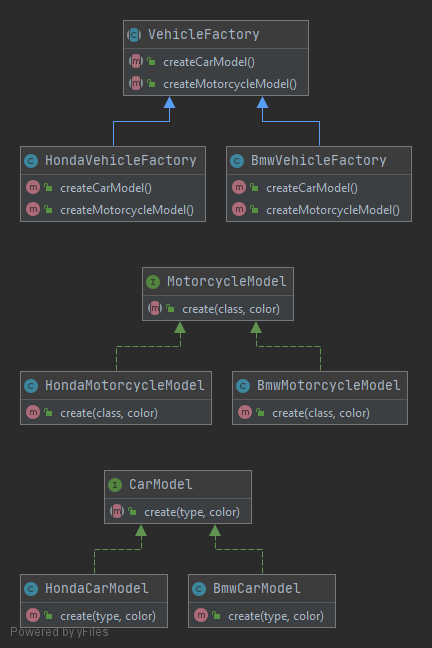 VehicleFactory
createCarModel()
createMotorcycleModel()
HondaVehicleFactory
createCarModel()
createMotorcycleModel()
BmwVehicleFactory
createCarModel()
createMotorcycleModel()
MotorcycleModel
create(class, color)
HondaMotorcycleModel
create(class, color)
BmwMotorcycleModel
create(class, color)
CarModel
create(type, color)
HondaCarModel
create(type, color)
BmwCarModel
create(type, color)
Powered by yFiles